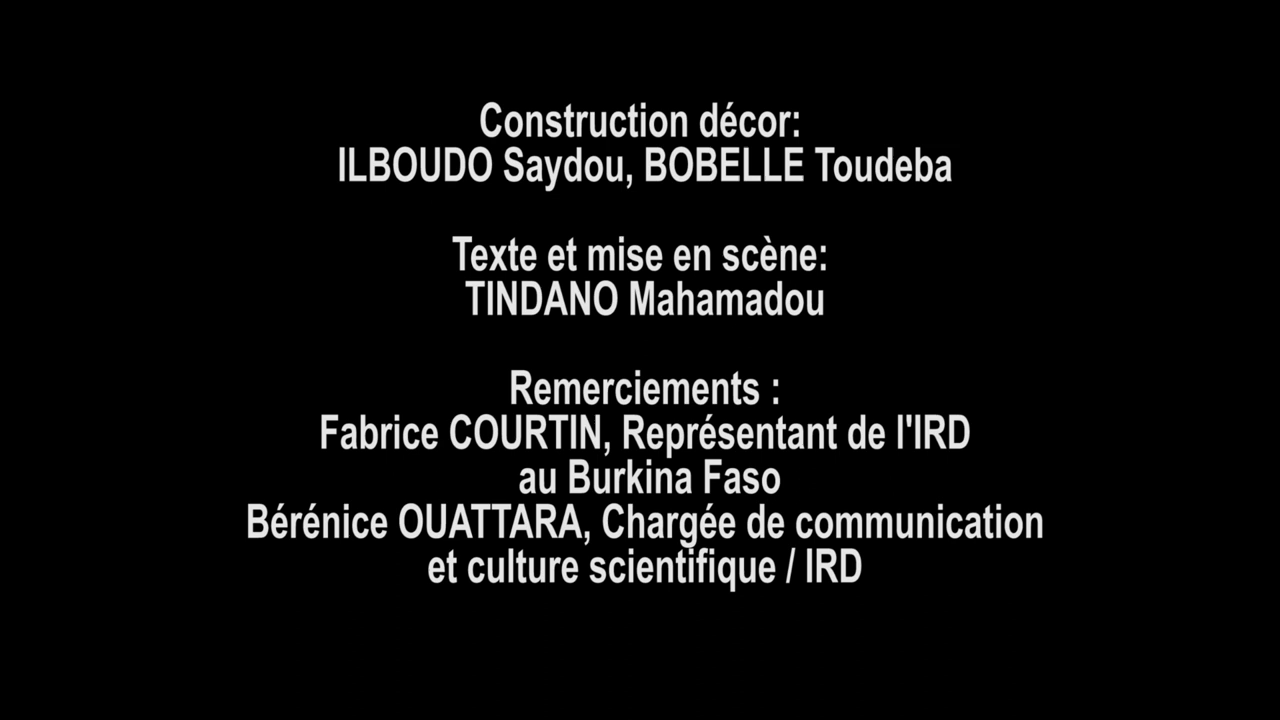 Construction décor:
ILBOUDO Saydou, BOBELLE Toudeba
Texte et mise en scène:
TINDANO Mahamadou
Remerciements :
Fabrice COURTIN, Représentant de l'IRD
au Burkina Faso
Bérénice OUATTARA, Chargée de communication
et culture scientifique / IRD